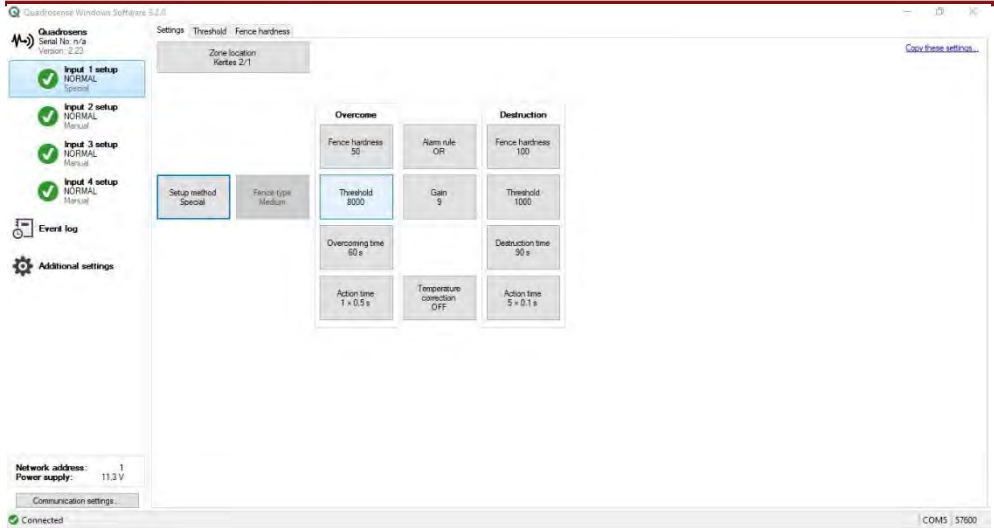 Quadrosense Windows Software 5.2.0
Quadrosens
Serial No: n/a
Version: 2.23
Input 1 setup
NORMAL
Special
Input 2 setup
NORMAL
Manual
Input 3 setup
NORMAL
Manual
Input 4 setup
NORMAL
Manual
Event log
Additional settings
Network address: 1
Power supply: 11.3 V
Communication settings...
Settings Threshold Fence hardness
Zone location
Kertes 2/1
Copy these settings...
Overcome Destruction
Fence hardness
50
Alarm rule
OR
Fence hardness
100
Setup method
Special
Fence type
Medium
Threshold
8000
Gain
9
Threshold
1000
Overcoming time
60 s
Destruction time
90 s
Action time
1 × 0.5 s
Temperature
correction
OFF
Action time
5 × 0.1 s
Connected
COM5 57600